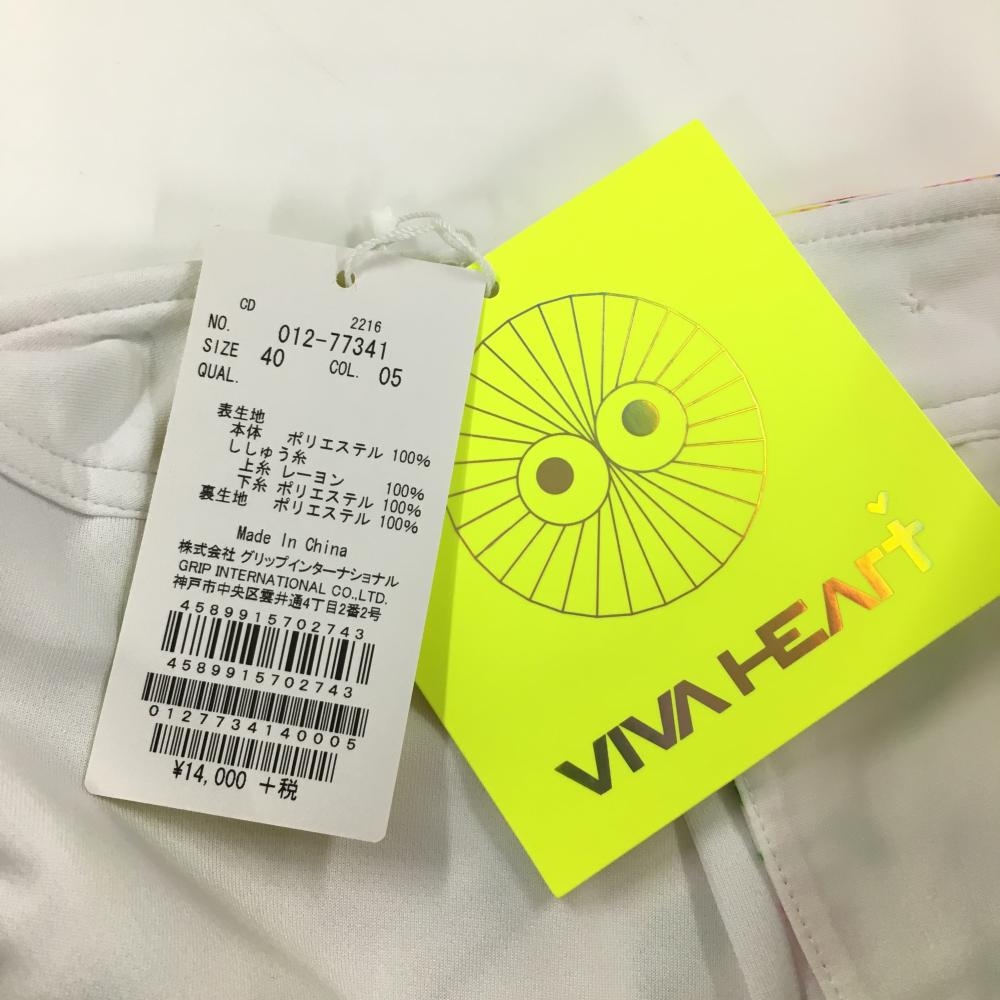 CD 2216
NO. 012-77341
SIZE 40 COL. 05
QUAL.
表生地
本体 ポリエステル 100%
ししゅう糸
上糸 レーヨン 100%
下糸 ポリエステル 100%
裏生地 ポリエステル 100%
Made In China
株式会社 グリップインターナショナル
GRIP INTERNATIONAL CO.,LTD.
神戸市中央区雲井通4丁目2番2号
4589915702743
4589915702743
0127734140005
¥14,000 +税
VIVA HEArt